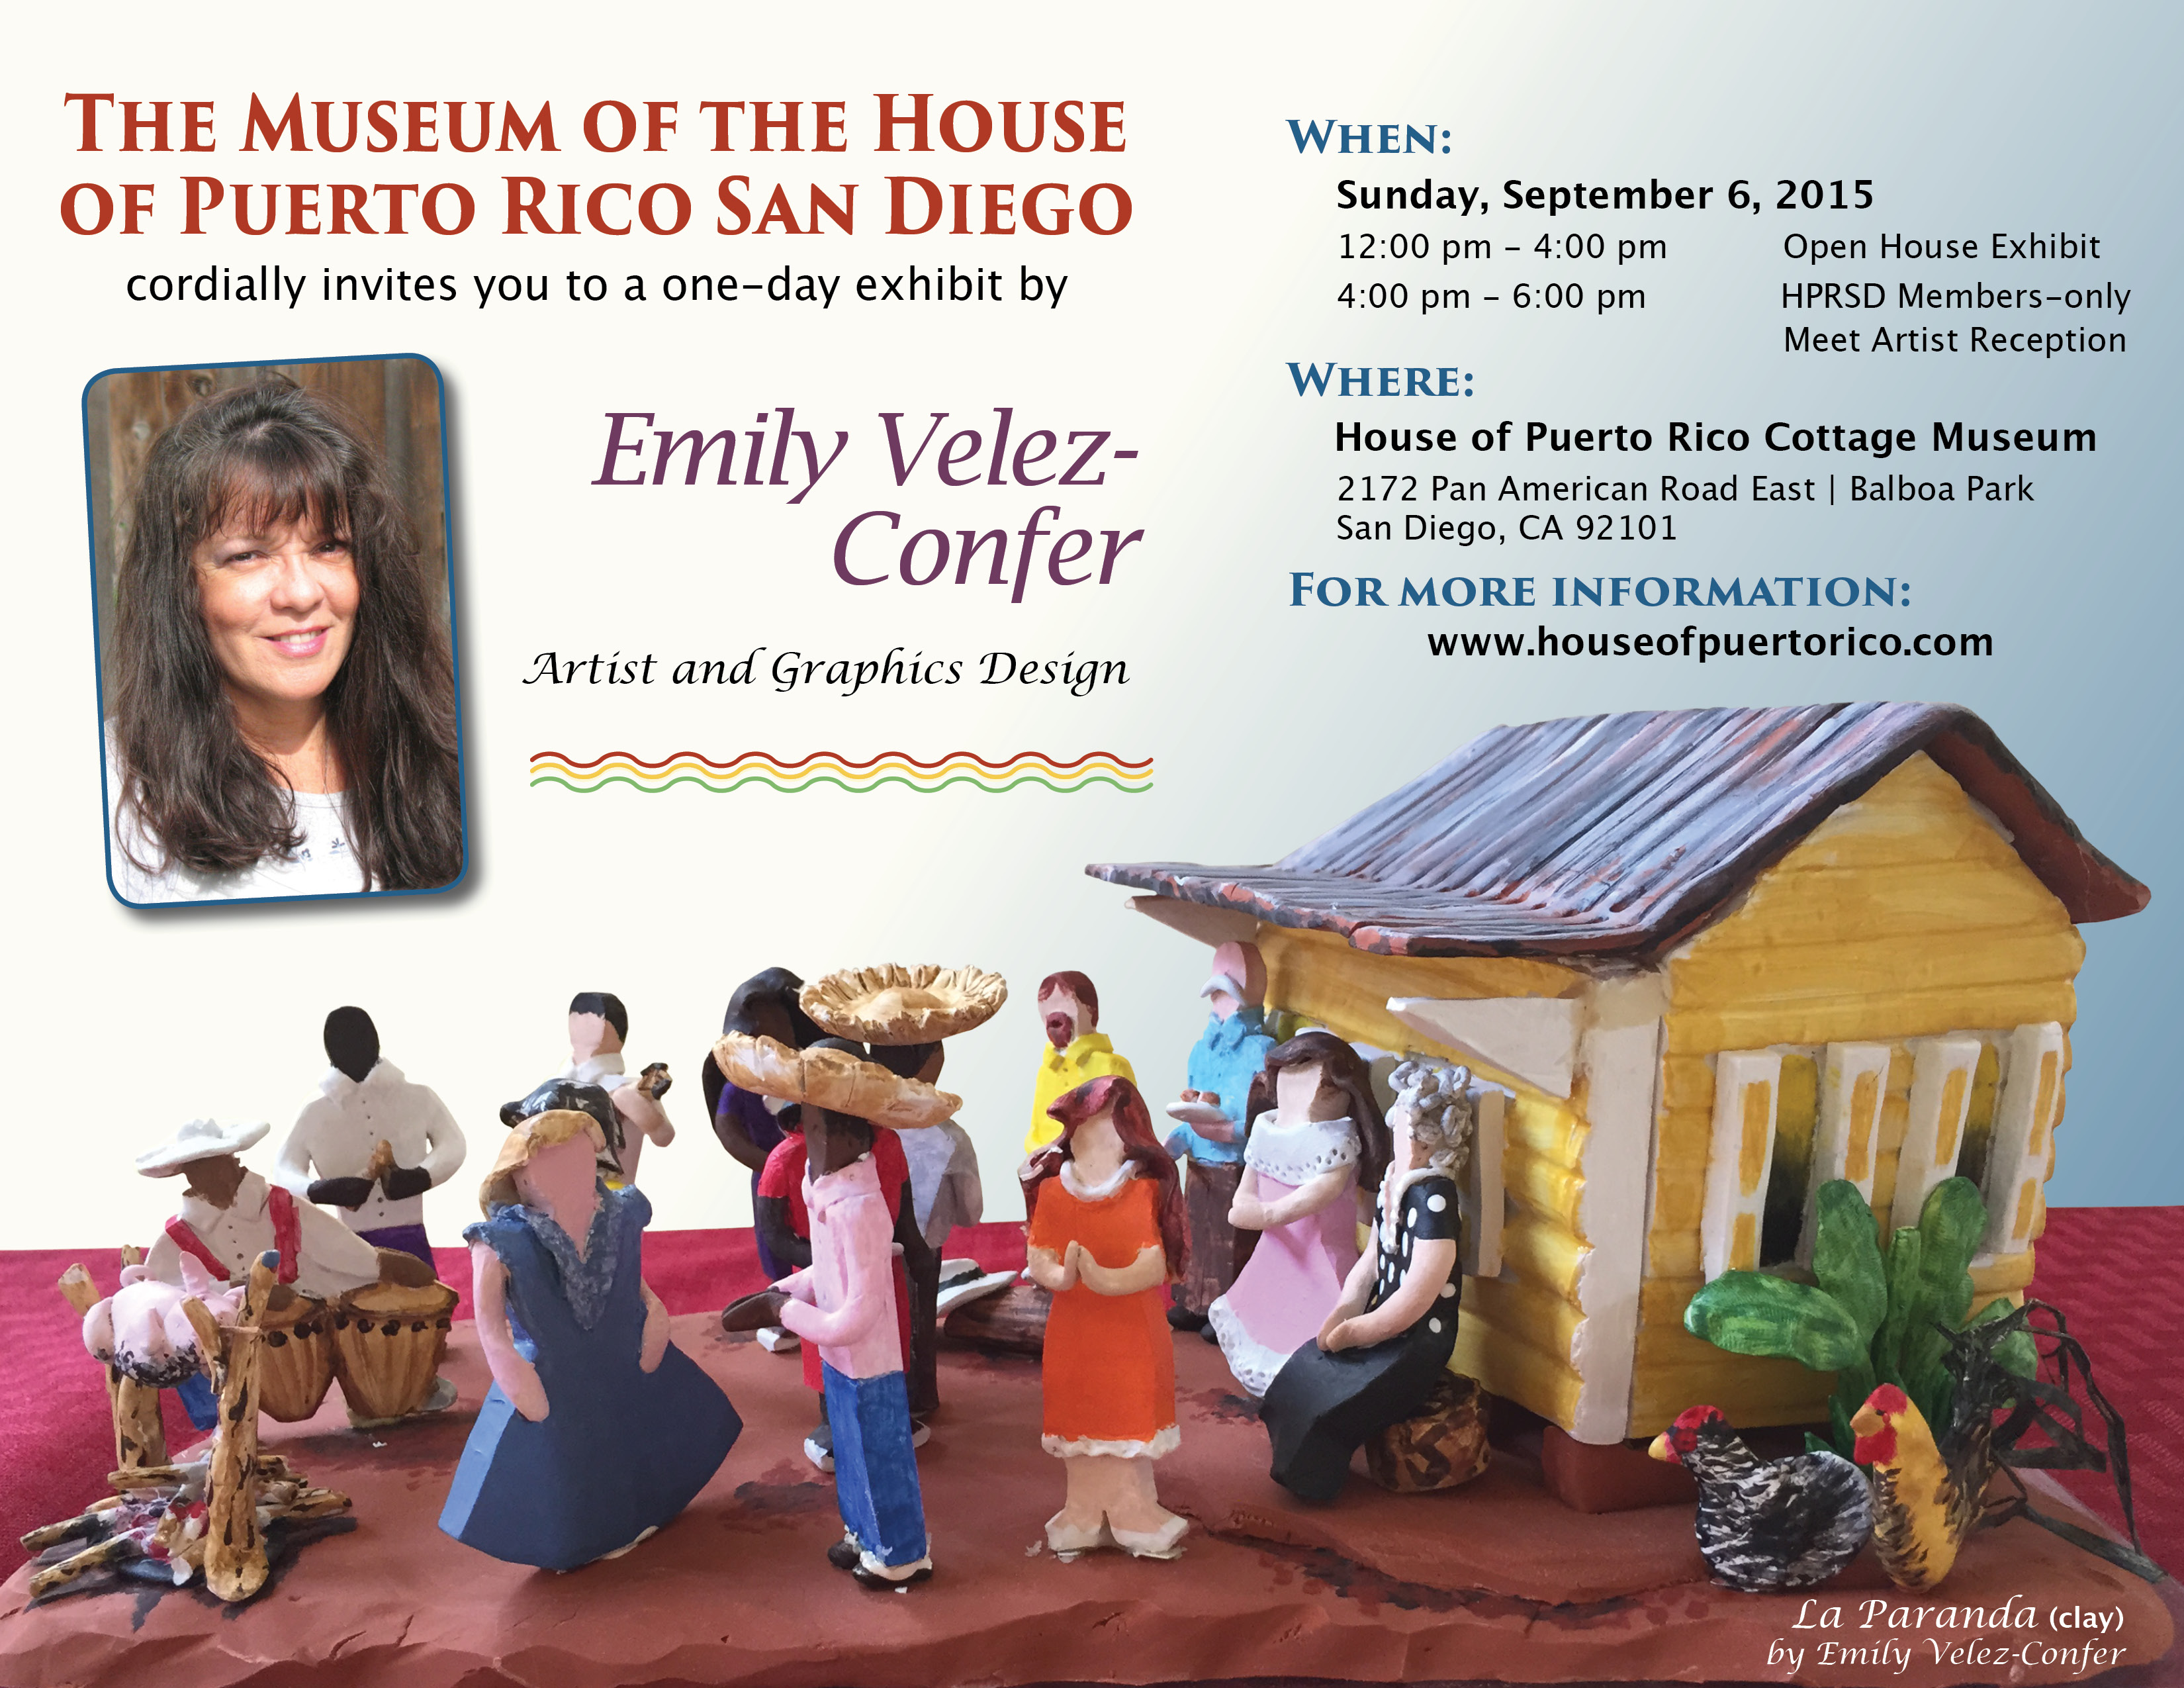 THE MUSEUM OF THE HOUSE
OF PUERTO RICO SAN DIEGO
cordially invites you to a one-day exhibit by
Emily Velez-
Confer
Artist and Graphics Design
WHEN:
Sunday, September 6, 2015
12:00 pm – 4:00 pm Open House Exhibit
4:00 pm – 6:00 pm HPRSD Members-only
Meet Artist Reception
WHERE:
House of Puerto Rico Cottage Museum
2172 Pan American Road East | Balboa Park
San Diego, CA 92101
FOR MORE INFORMATION:
www.houseofpuertorico.com
La Paranda (clay)
by Emily Velez-Confer